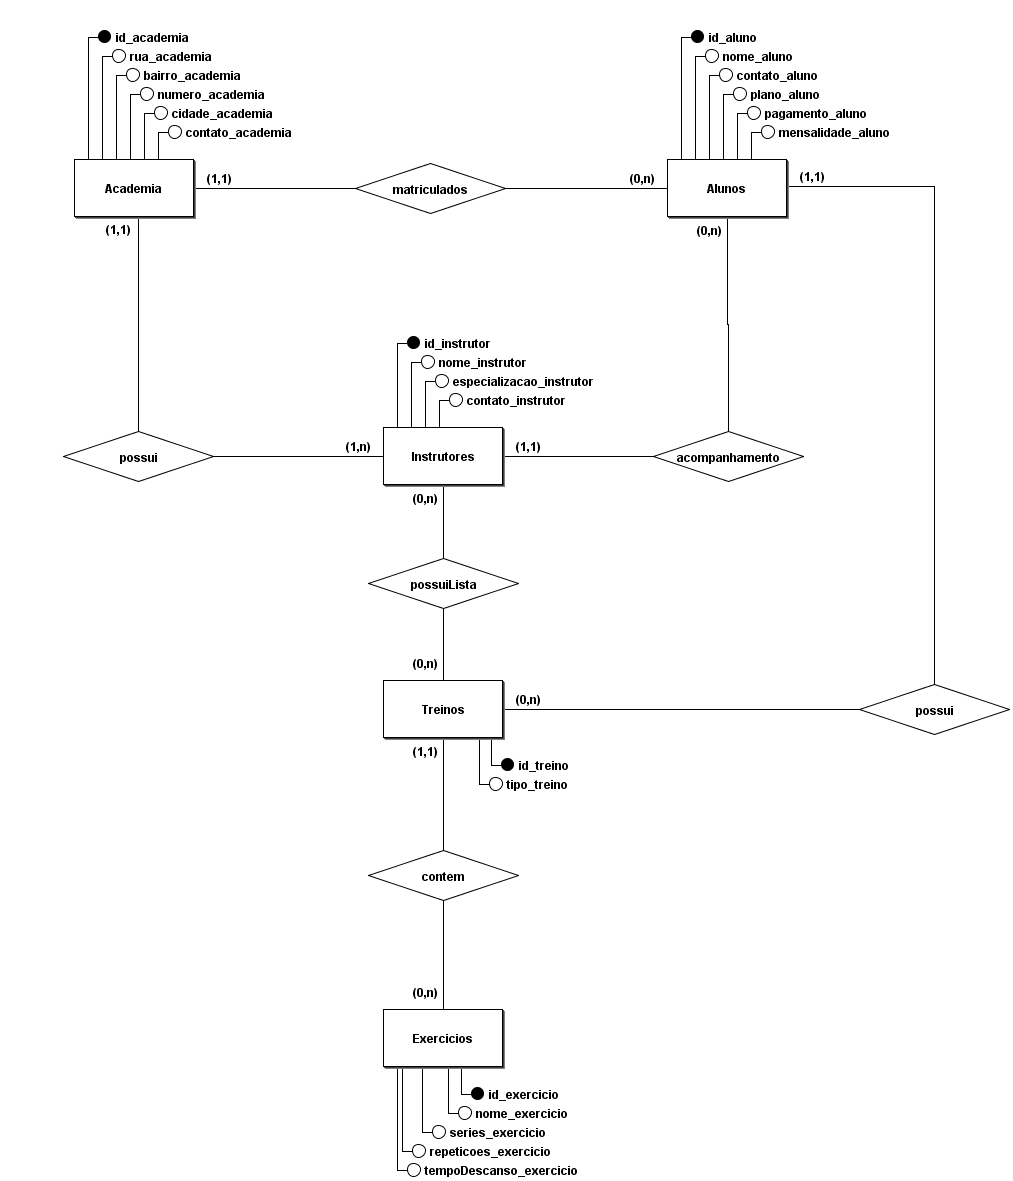 id_academia
rua_academia
bairro_academia
numero_academia
cidade_academia
contato_academia
id_aluno
nome_aluno
contato_aluno
plano_aluno
pagamento_aluno
mensalidade_aluno
Academia
(1,1)
matriculados
(0,n)
Alunos
(1,1)
(1,1)
(0,n)
id_instrutor
nome_instrutor
especializacao_instrutor
contato_instrutor
possui
(1,n)
Instrutores
(1,1)
acompanhamento
(0,n)
possuiLista
(0,n)
Treinos
(0,n)
possui
(1,1)
id_treino
tipo_treino
contem
(0,n)
Exercicios
id_exercicio
nome_exercicio
series_exercicio
repeticoes_exercicio
tempoDescanso_exercicio